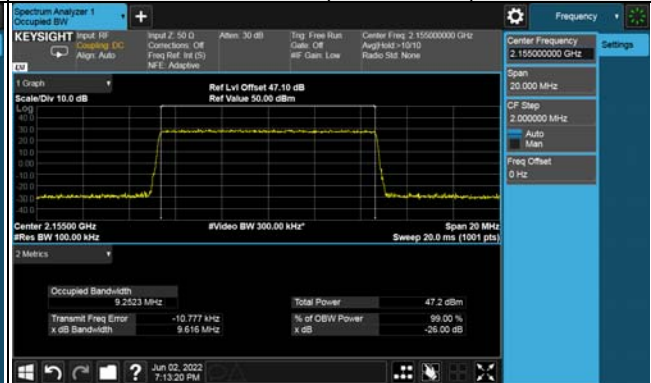 Spectrum Analyzer 1
Occupied BW
Frequency
KEYSIGHT Input: RF
Coupling: DC
Align: Auto
Input Z: 50 Ω
Corrections: Off
Freq Ref: Int (S)
NFE: Adaptive
Atten: 30 dB
Trig: Free Run
Gate: Off
#IF Gain: Low
Center Freq: 2.155000000 GHz
Avg|Hold:>10/10
Radio Std: None
Center Frequency
2.155000000 GHz
Settings
Span
20.000 MHz
CF Step
2.000000 MHz
Auto
Man
Freq Offset
0 Hz
1 Graph
Scale/Div 10.0 dB
Ref Lvl Offset 47.10 dB
Ref Value 50.00 dBm
Log
40.0
30.0
20.0
10.0
0.00
-10.0
-20.0
-30.0
-40.0
Center 2.15500 GHz
#Res BW 100.00 kHz
#Video BW 300.00 kHz*
Span 20 MHz
Sweep 20.0 ms (1001 pts)
2 Metrics
Occupied Bandwidth
9.2523 MHz
Total Power 47.2 dBm
Transmit Freq Error -10.777 kHz
% of OBW Power 99.00 %
x dB Bandwidth 9.616 MHz
x dB -26.00 dB
Jun 02, 2022
7:13:20 PM